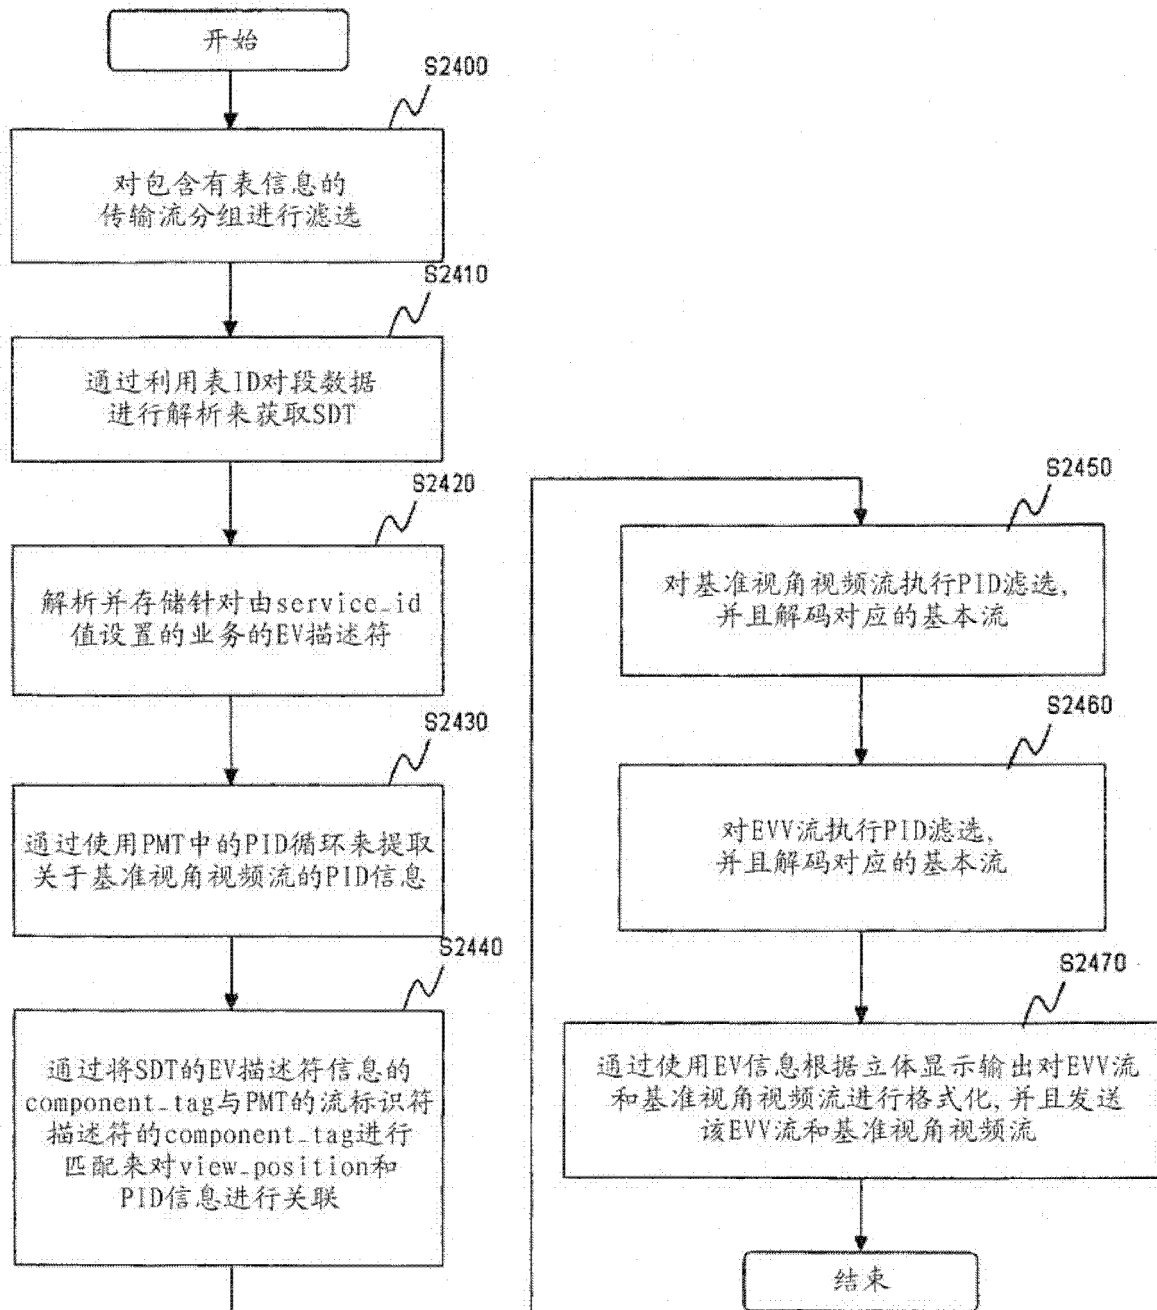 开始
S2400
对包含有表信息的
传输流分组进行滤选
S2410
通过利用表ID对段数据
进行解析来获取SDT
S2420
解析并存储针对由service_id
值设置的业务的EV描述符
S2430
通过使用PMT中的PID循环来提取
关于基准视角视频流的PID信息
S2440
通过将SDT的EV描述符信息的
component_tag与PMT的流标识符
描述符的component_tag进行
匹配来对view_position和
PID信息进行关联
S2450
对基准视角视频流执行PID滤选,
并且解码对应的基本流
S2460
对EVV流执行PID滤选,
并且解码对应的基本流
S2470
通过使用EV信息根据立体显示输出对EVV流
和基准视角视频流进行格式化,并且发送
该EVV流和基准视角视频流
结束